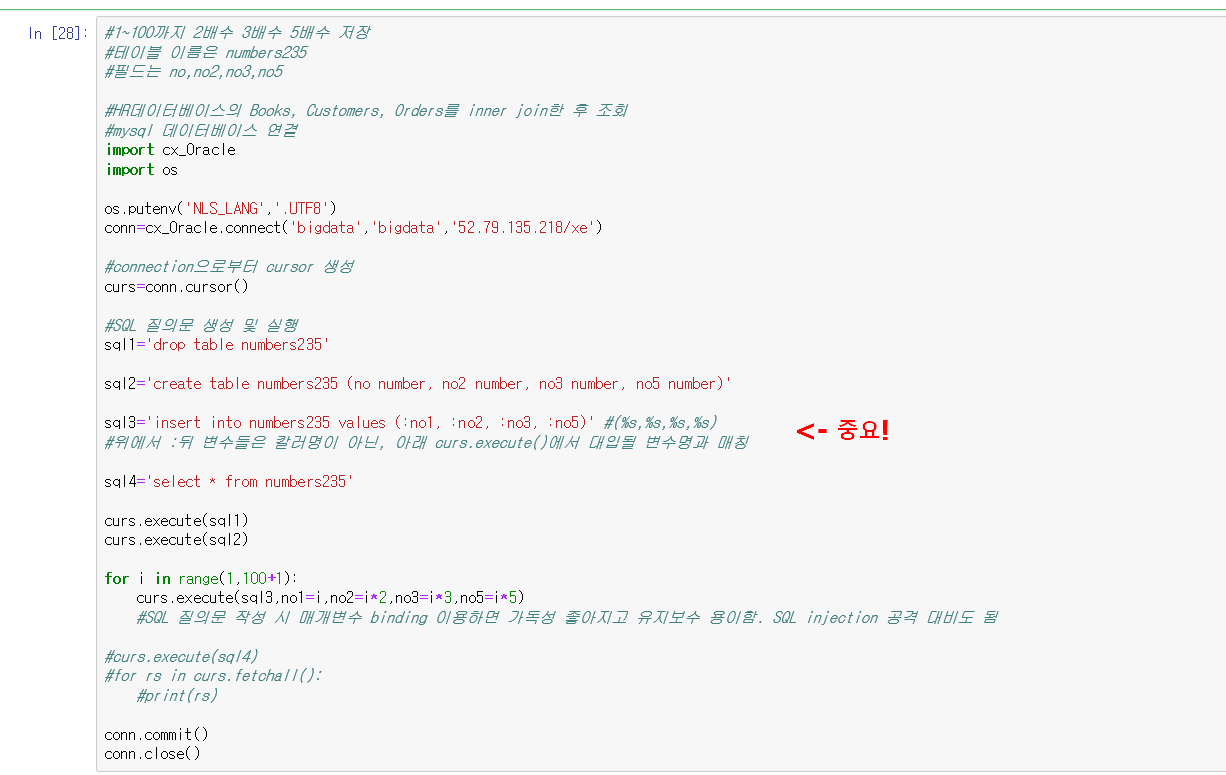 In [28]:
#1~100까지 2배수 3배수 5배수 저장
#테이블 이름은 numbers235
#필드는 no,no2,no3,no5
#HR데이터베이스의 Books, Customers, Orders를 inner join한 후 조회
#mysql 데이터베이스 연결
import cx_Oracle
import os
os.putenv('NLS_LANG','.UTF8')
conn=cx_Oracle.connect('bigdata','bigdata','52.79.135.218/xe')
#connection으로부터 cursor 생성
curs=conn.cursor()
#SQL 질의문 생성 및 실행
sql1='drop table numbers235'
sql2='create table numbers235 (no number, no2 number, no3 number, no5 number)'
sql3='insert into numbers235 values (:no1, :no2, :no3, :no5)' #(%s,%s,%s,%s)
#위에서 :뒤 변수들은 칼러명이 아닌, 아래 curs.execute()에서 대입될 변수명과 매칭
<- 중요!
sql4='select * from numbers235'
curs.execute(sql1)
curs.execute(sql2)
for i in range(1,100+1):
    curs.execute(sql3,no1=i,no2=i*2,no3=i*3,no5=i*5)
    #SQL 질의문 작성 시 매개변수 binding 이용하면 가독성 좋아지고 유지보수 용이함. SQL injection 공격 대비도 됨
#curs.execute(sql4)
#for rs in curs.fetchall():
    #print(rs)
conn.commit()
conn.close()